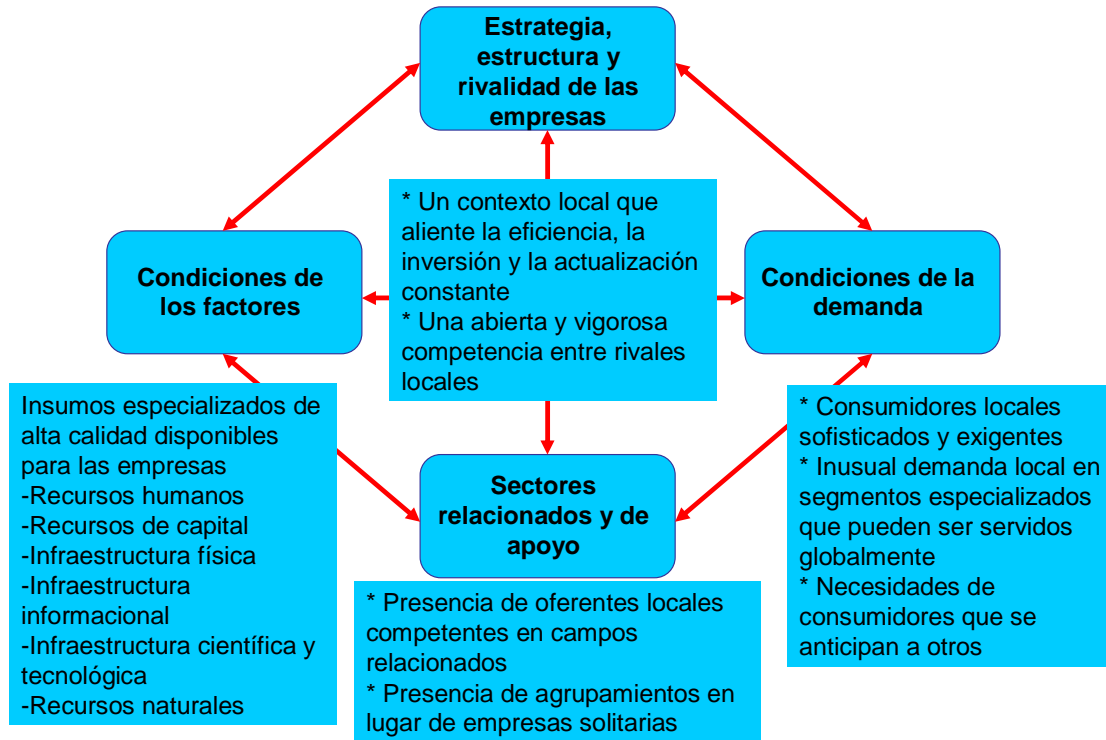 Estrategia,
estructura y
rivalidad de las
empresas
* Un contexto local que
aliente la eficiencia, la
inversión y la actualización
constante
* Una abierta y vigorosa
competencia entre rivales
locales
Condiciones de
los factores
Condiciones de la
demanda
Insumos especializados de
alta calidad disponibles
para las empresas
-Recursos humanos
-Recursos de capital
-Infraestructura física
-Infraestructura
informacional
-Infraestructura científica y
tecnológica
-Recursos naturales
* Consumidores locales
sofisticados y exigentes
* Inusual demanda local en
segmentos especializados
que pueden ser servidos
globalmente
* Necesidades de
consumidores que se
anticipan a otros
Sectores
relacionados y de
apoyo
* Presencia de oferentes locales
competentes en campos
relacionados
* Presencia de agrupamientos en
lugar de empresas solitarias